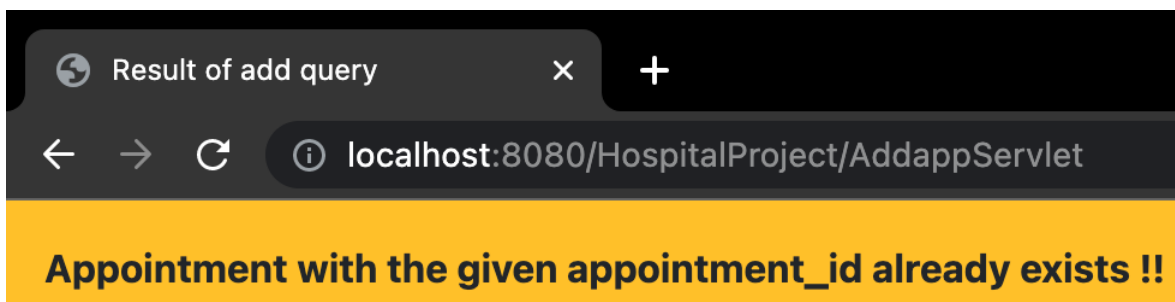 Result of add query
localhost:8080/HospitalProject/AddappServlet
Appointment with the given appointment_id already exists !!